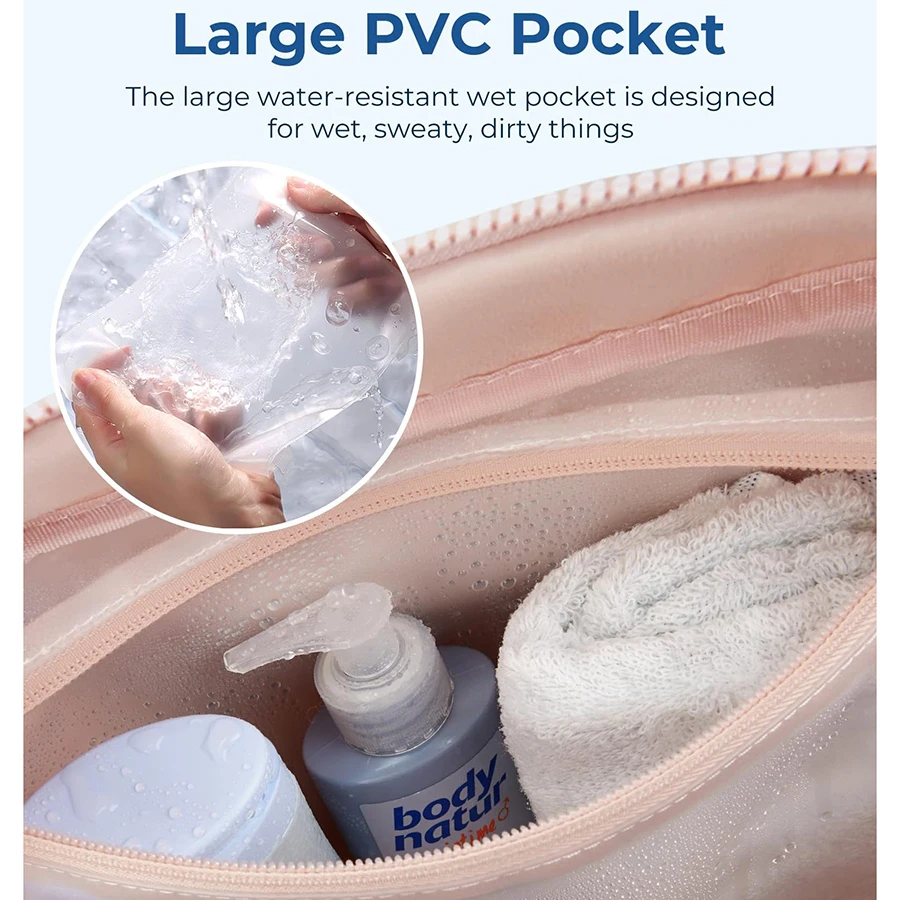 Large PVC Pocket
The large water-resistant wet pocket is designed
for wet, sweaty, dirty things
body
natur